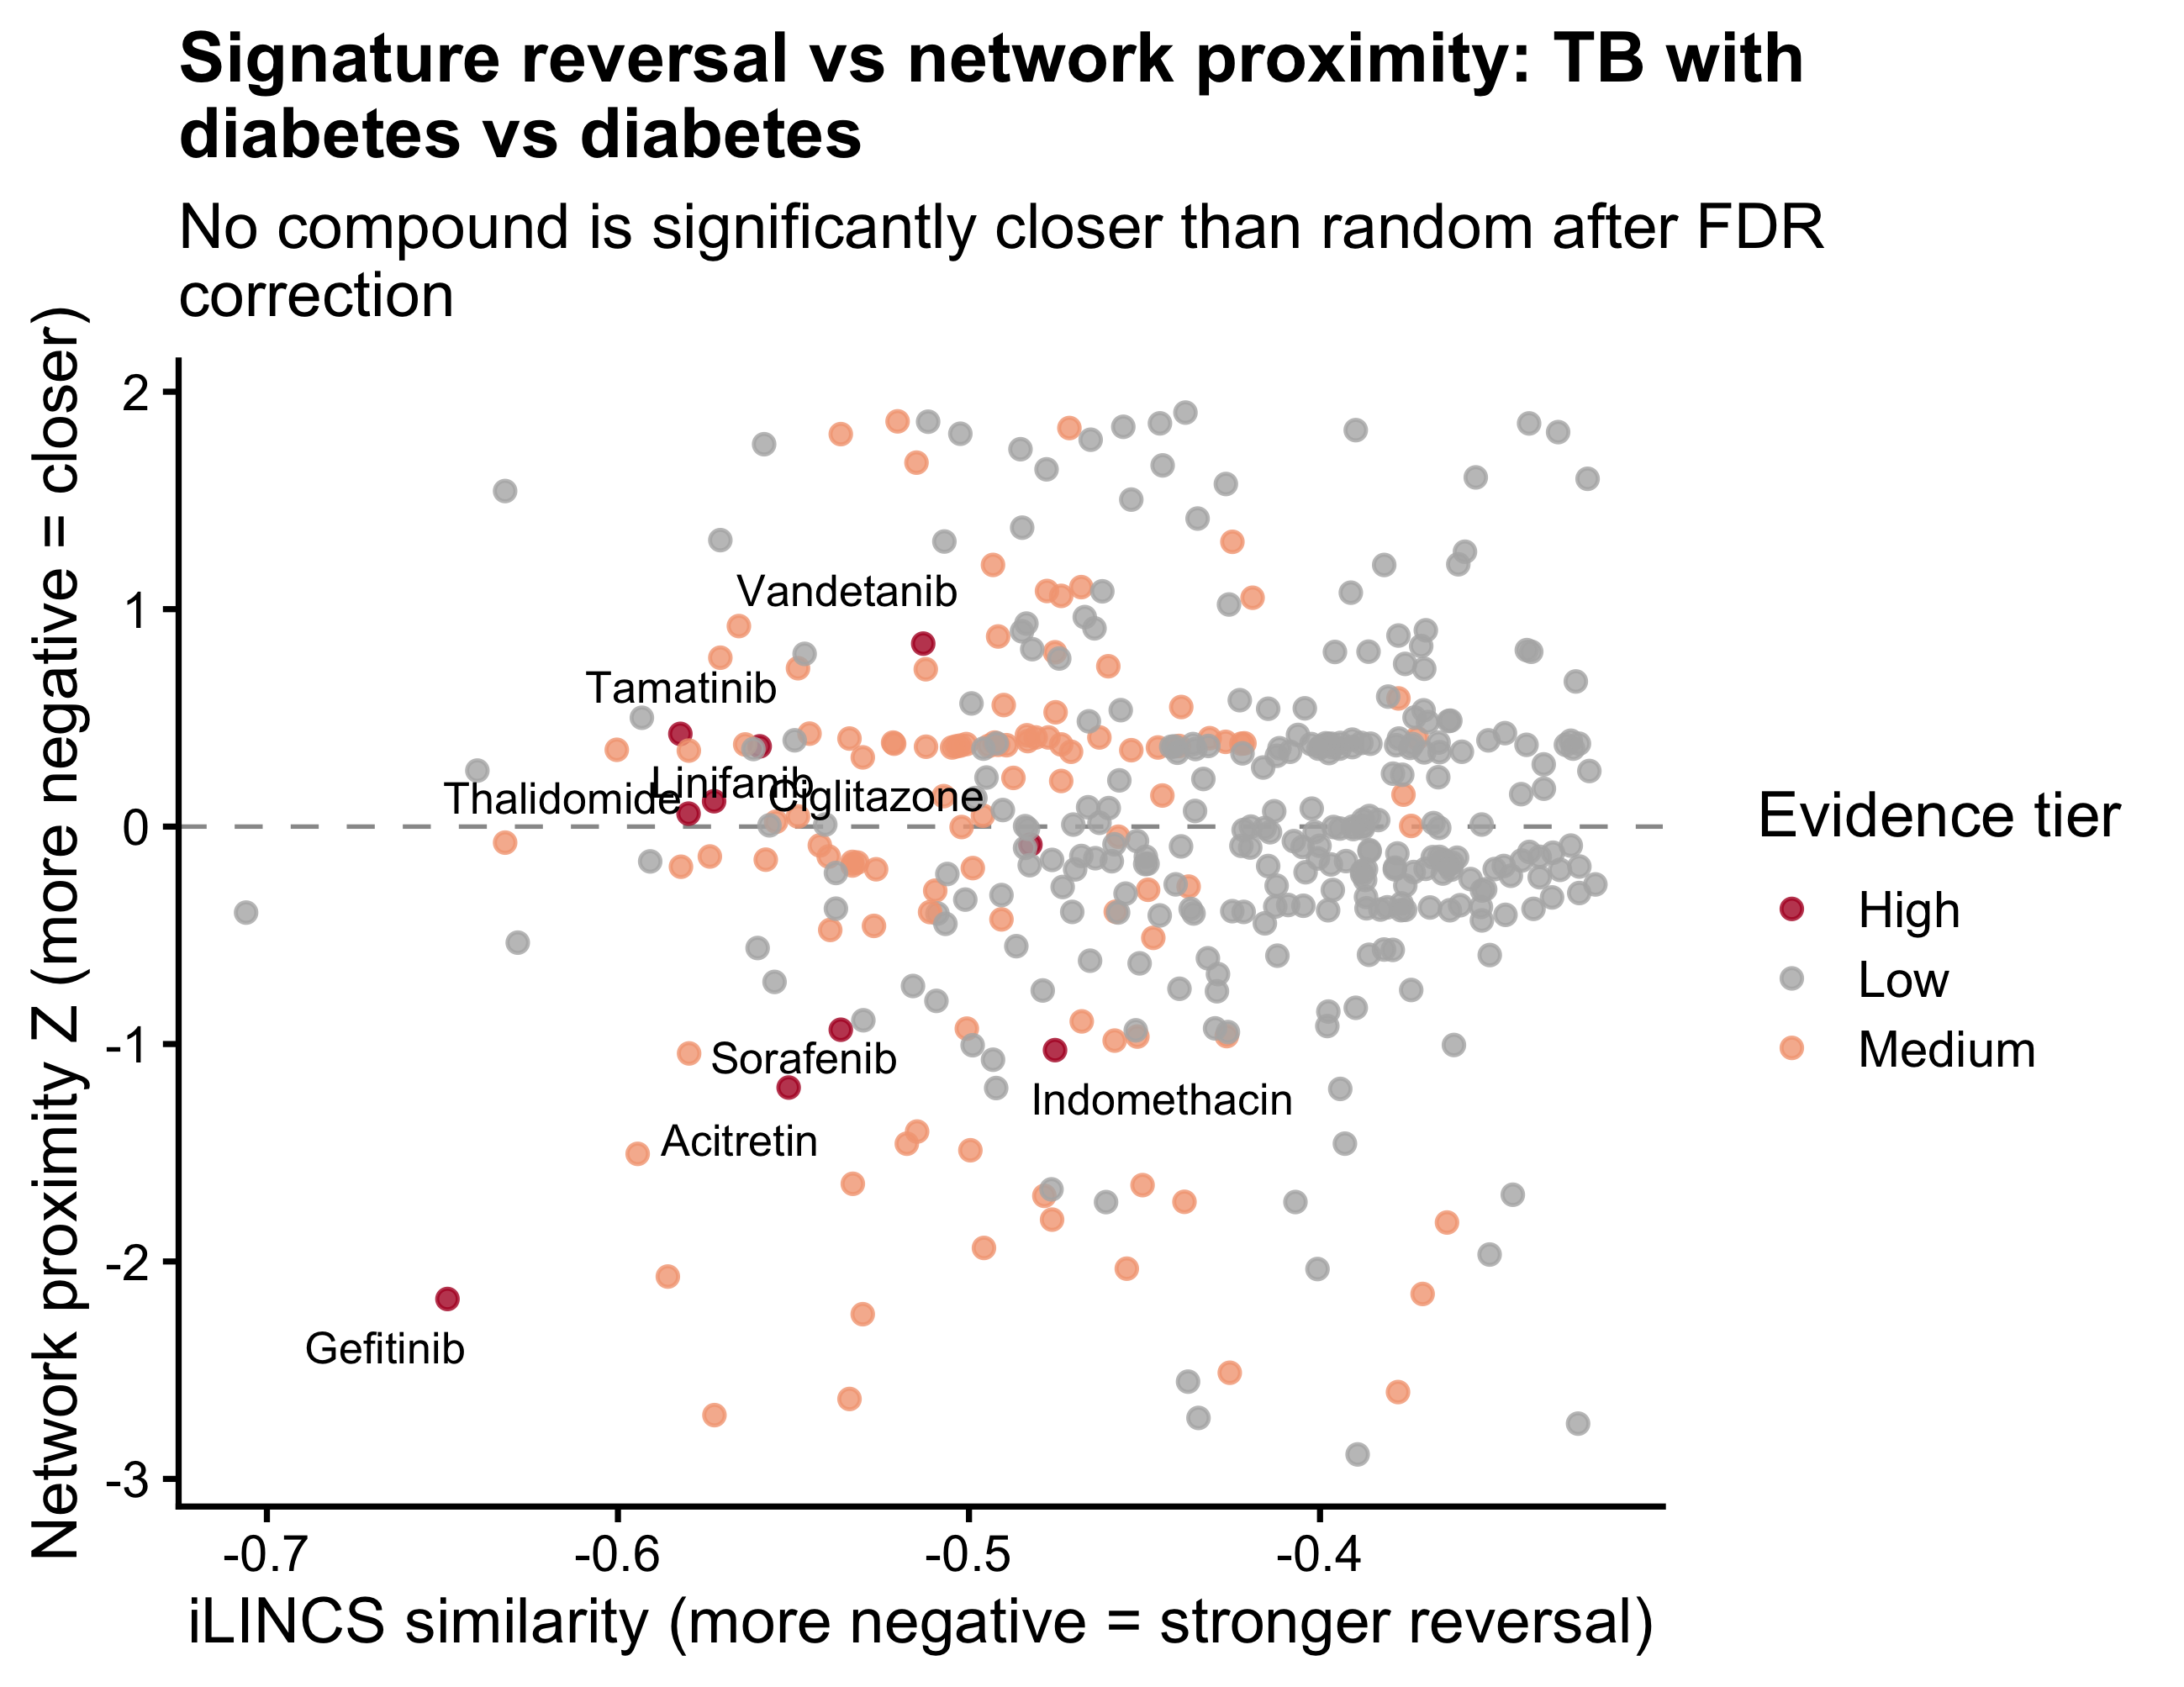 Signature reversal vs network proximity: TB with
diabetes vs diabetes
No compound is significantly closer than random after FDR
correction
Network proximity Z (more negative = closer)
2
1
0
-1
-2
-3
Vandetanib
Tamatinib
Linifanib
Thalidomide
Ciglitazone
Sorafenib
Indomethacin
Acitretin
Gefitinib
-0.7
-0.6
-0.5
-0.4
iLINCS similarity (more negative = stronger reversal)
Evidence tier
High
Low
Medium